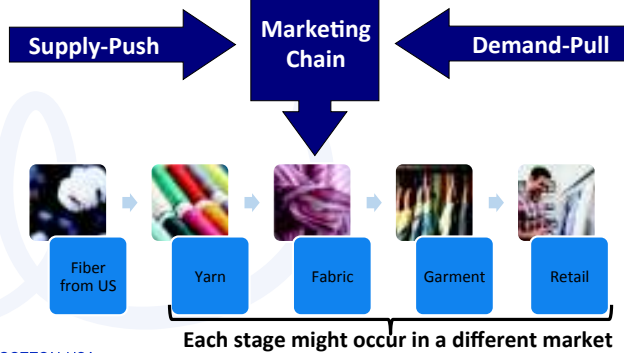 Supply-Push
Marketing
Chain
Demand-Pull
Fiber
from US
Yarn
Fabric
Garment
Retail
Each stage might occur in a different market